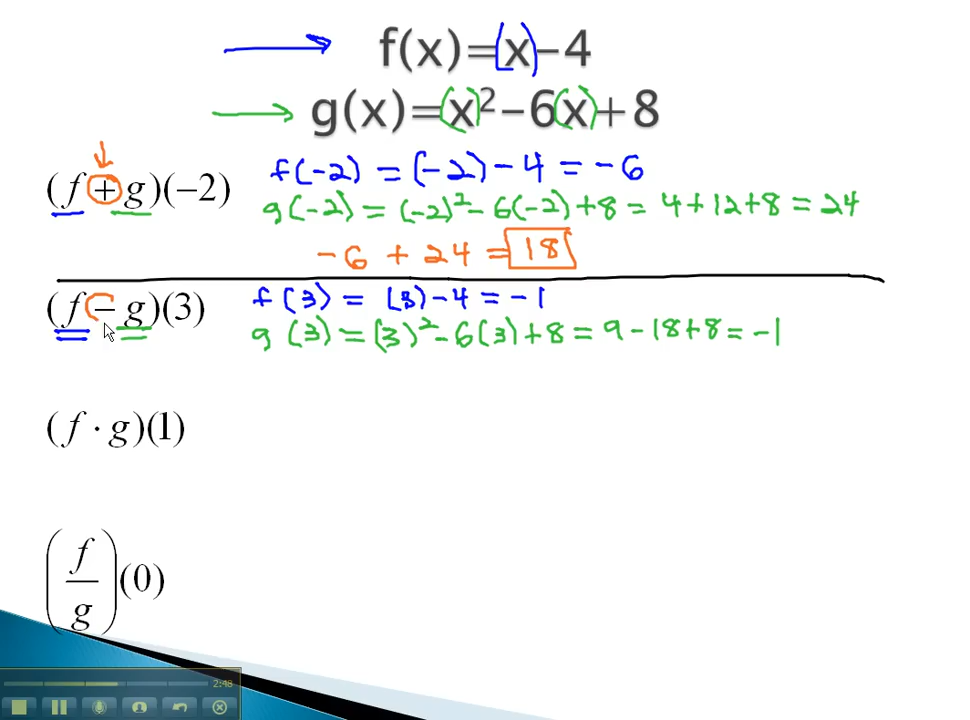 f(x)=(x)-4
g(x)=(x)²-6(x)+8
(f+g)(-2) f(-2) = (-2)-4 = -6
g(-2) = (-2)²-6(-2)+8 = 4+12+8 = 24
-6 + 24 = 18
(f-g)(3) f(3) = (3)-4 = -1
g(3) = (3)²-6(3)+8 = 9-18+8 = -1
(f·g)(1)
(f/g)(0)
2:48